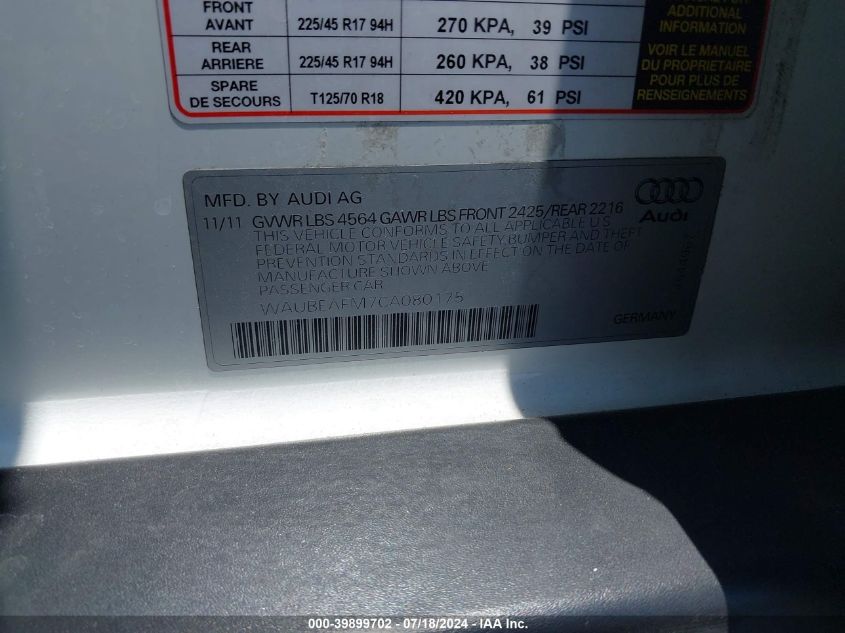 FRONT
AVANT 225/45 R17 94H 270 KPA, 39 PSI
ADDITIONAL
INFORMATION
REAR
ARRIERE 225/45 R17 94H 260 KPA, 38 PSI
SPARE
DE SECOURS T125/70 R18 420 KPA, 61 PSI
VOIR LE MANUEL
DU PROPRIETAIRE
POUR PLUS DE
RENSEIGNEMENTS
MFD. BY AUDI AG
11/11 GVWR LBS 4564 GAWR LBS FRONT 2425/REAR 2216
THIS VEHICLE CONFORMS TO ALL APPLICABLE U.S.
FEDERAL MOTOR VEHICLE SAFETY, BUMPER AND THEFT
PREVENTION STANDARDS IN EFFECT ON THE DATE OF
MANUFACTURE SHOWN ABOVE
PASSENGER CAR
WAUBEAFM7CA080175
Audi
GERMANY
000-39899702 - 07/18/2024 - IAAI Inc.